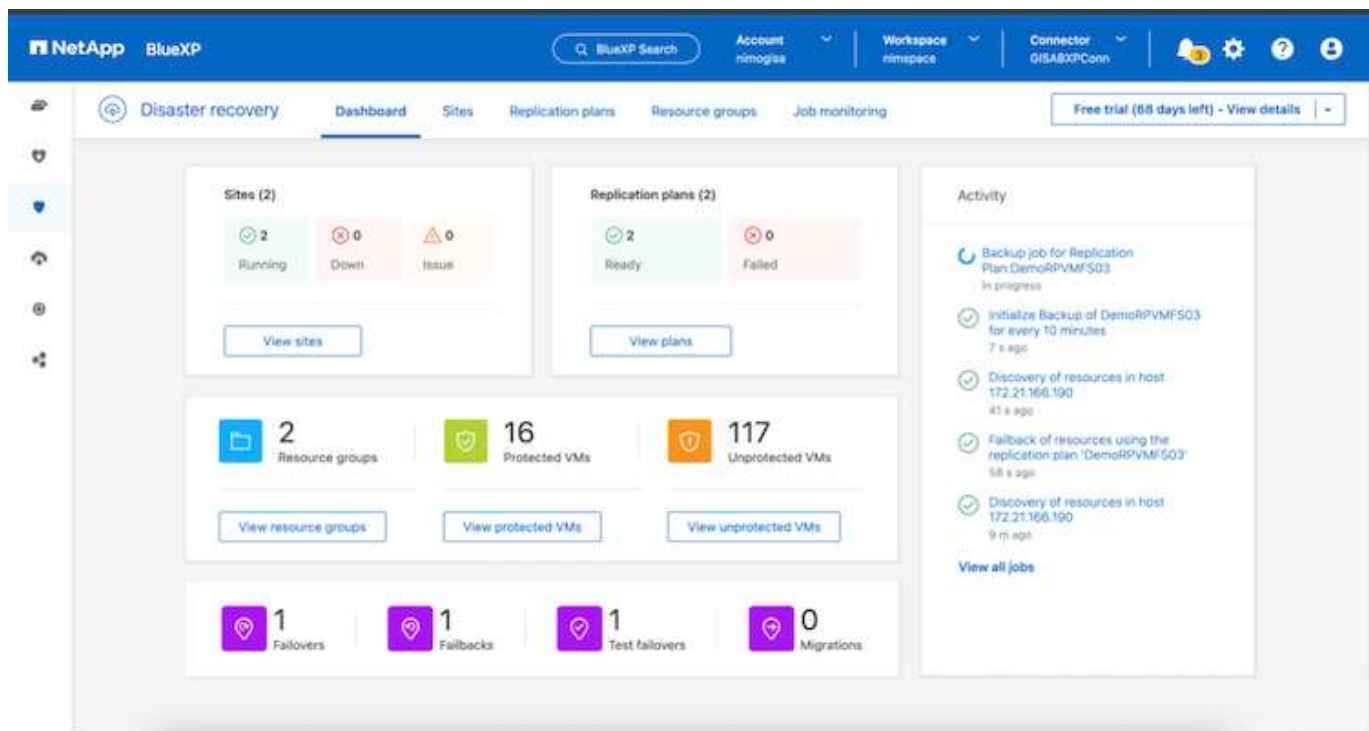 NetApp BlueXP
BlueXP Search
Account
nimogisa
Workspace
nimspace
Connector
GISABXPConn
3
Disaster recovery
Dashboard
Sites
Replication plans
Resource groups
Job monitoring
Free trial (68 days left) - View details
Sites (2)
2
Running
0
Down
0
Issue
View sites
Replication plans (2)
2
Ready
0
Failed
View plans
2
Resource groups
View resource groups
16
Protected VMs
View protected VMs
117
Unprotected VMs
View unprotected VMs
1
Failovers
1
Failbacks
1
Test failovers
0
Migrations
Activity
Backup job for Replication
Plan:DemoRPVMFS03
In progress
Initialize Backup of DemoRPVMFS03
for every 10 minutes
7 s ago
Discovery of resources in host
172.21.166.190
41 s ago
Failback of resources using the
replication plan 'DemoRPVMFS03'
58 s ago
Discovery of resources in host
172.21.166.190
9 m ago
View all jobs